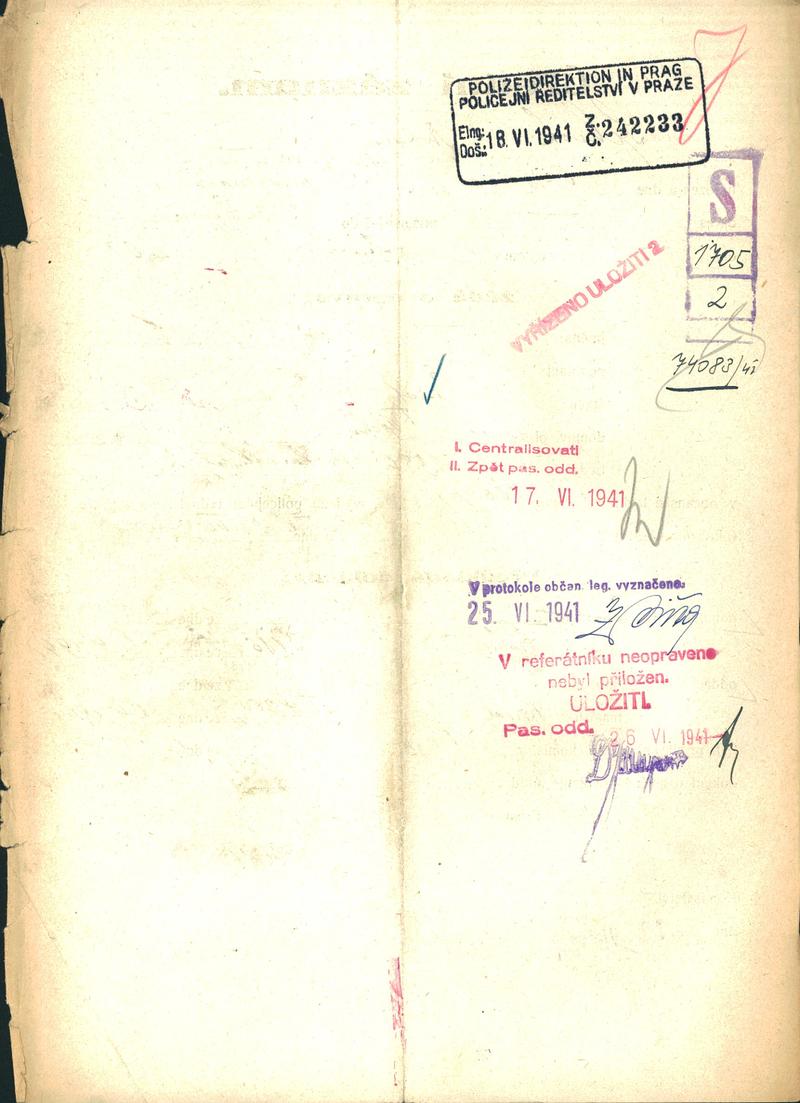 POLIZEIDIREKTION IN PRAG
POLICEJNÍ ŘEDITELSTVÍ V PRAZE
Eing: Doš.: 18. VI. 1941 Z. Č. 242233
S
1705
2
VYŘÍZENO ULOŽITI 2
74083/41
I. Centralisovati
II. Zpět pas. odd.
17. VI. 1941
V protokole občan. leg. vyznačeno.
25. VI. 1941
V referátníku neopraveno
nebyl přiložen.
ULOŽITI.
Pas. odd. 26 VI. 1941